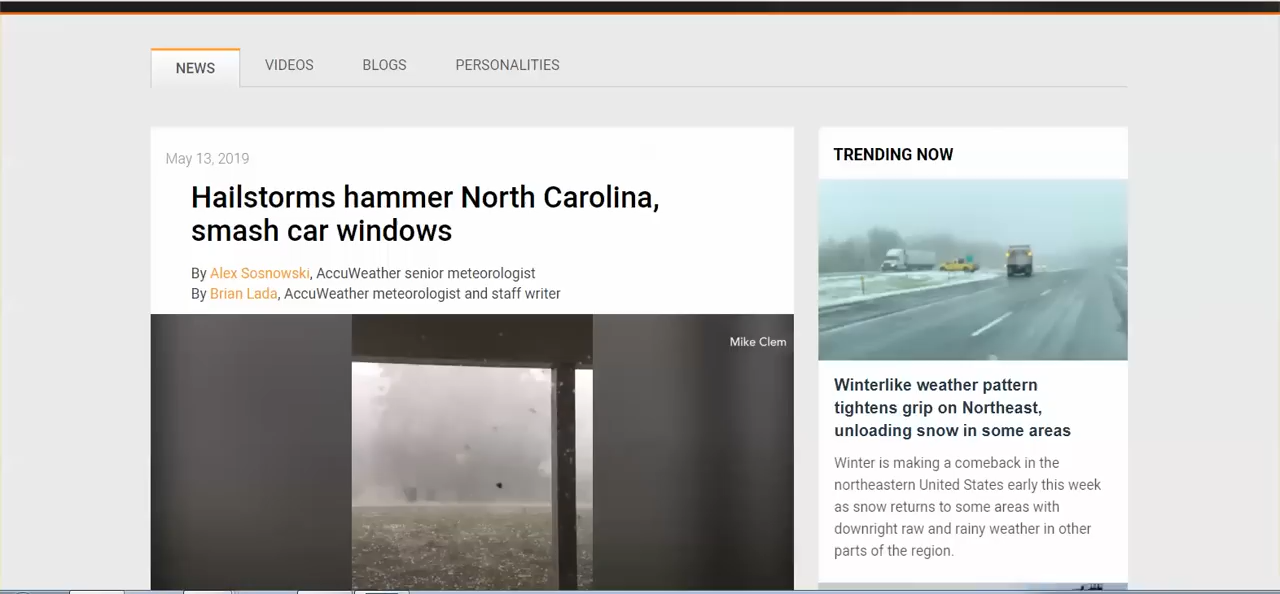 NEWS VIDEOS BLOGS PERSONALITIES
May 13, 2019
Hailstorms hammer North Carolina,
smash car windows
By Alex Sosnowski, AccuWeather senior meteorologist
By Brian Lada, AccuWeather meteorologist and staff writer
Mike Clem
TRENDING NOW
Winterlike weather pattern
tightens grip on Northeast,
unloading snow in some areas
Winter is making a comeback in the
northeastern United States early this week
as snow returns to some areas with
downright raw and rainy weather in other
parts of the region.